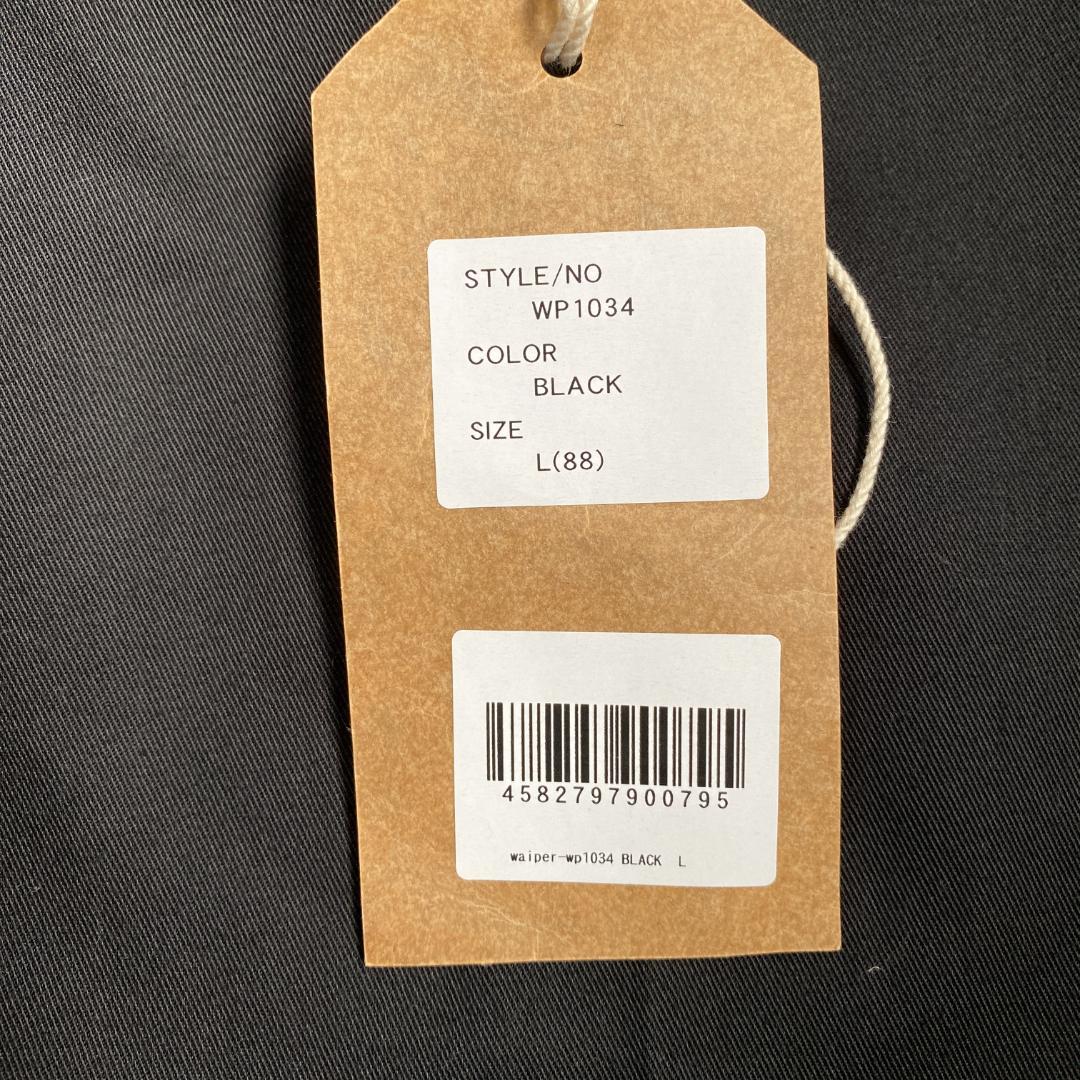 STYLE/NO
WP1034
COLOR
BLACK
SIZE
L(88)
4582797900795
waiper-wp1034 BLACK L